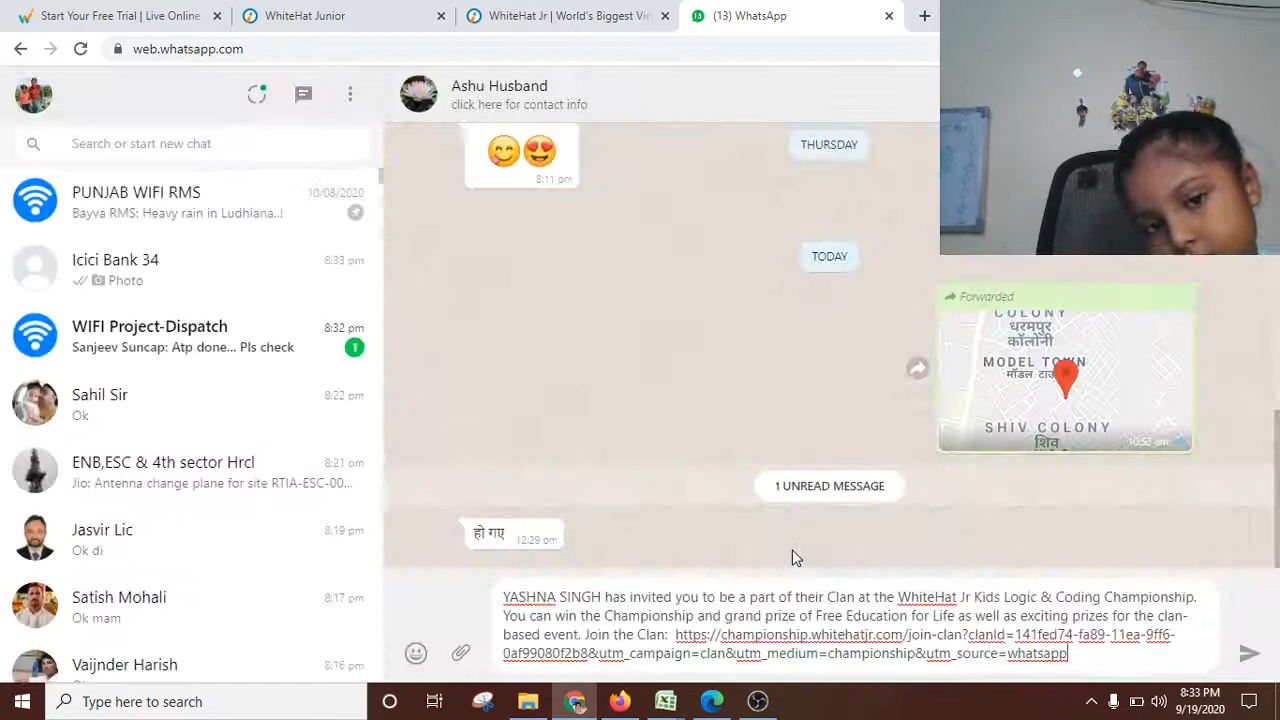 Start Your Free Trial | Live Online
WhiteHat Junior
WhiteHat Jr | World's Biggest Vir
(13) WhatsApp
web.whatsapp.com
Search or start new chat
PUNJAB WIFI RMS
10/08/2020
Bayva RMS: Heavy rain in Ludhiana..!
Icici Bank 34
8:33 pm
Photo
WIFI Project-Dispatch
8:32 pm
Sanjeev Suncap: Atp done... Pls check
1
Sahil Sir
8:22 pm
Ok
ENB,ESC & 4th sector Hrcl
8:21 pm
Jio: Antenna change plane for site RTIA-ESC-00...
Jasvir Lic
8:19 pm
Ok di
Satish Mohali
8:17 pm
Ok mam
Vaijnder Harish
8:16 pm
Ashu Husband
click here for contact info
8:11 pm
THURSDAY
TODAY
Forwarded
COLONY
धरमपुर
कॉलोनी
MODEL TOWN
मॉडल
SHIV COLONY
शिव
10:53 am
1 UNREAD MESSAGE
हो गए
12:29 pm
YASHNA SINGH has invited you to be a part of their Clan at the WhiteHat Jr Kids Logic & Coding Championship.
You can win the Championship and grand prize of Free Education for Life as well as exciting prizes for the clan-
based event. Join the Clan: https://championship.whitehatjr.com/join-clan?clanId=141fed74-fa89-11ea-9ff6-
0af99080f2b8&utm_campaign=clan&utm_medium=championship&utm_source=whatsapp
Type here to search
8:33 PM
9/19/2020